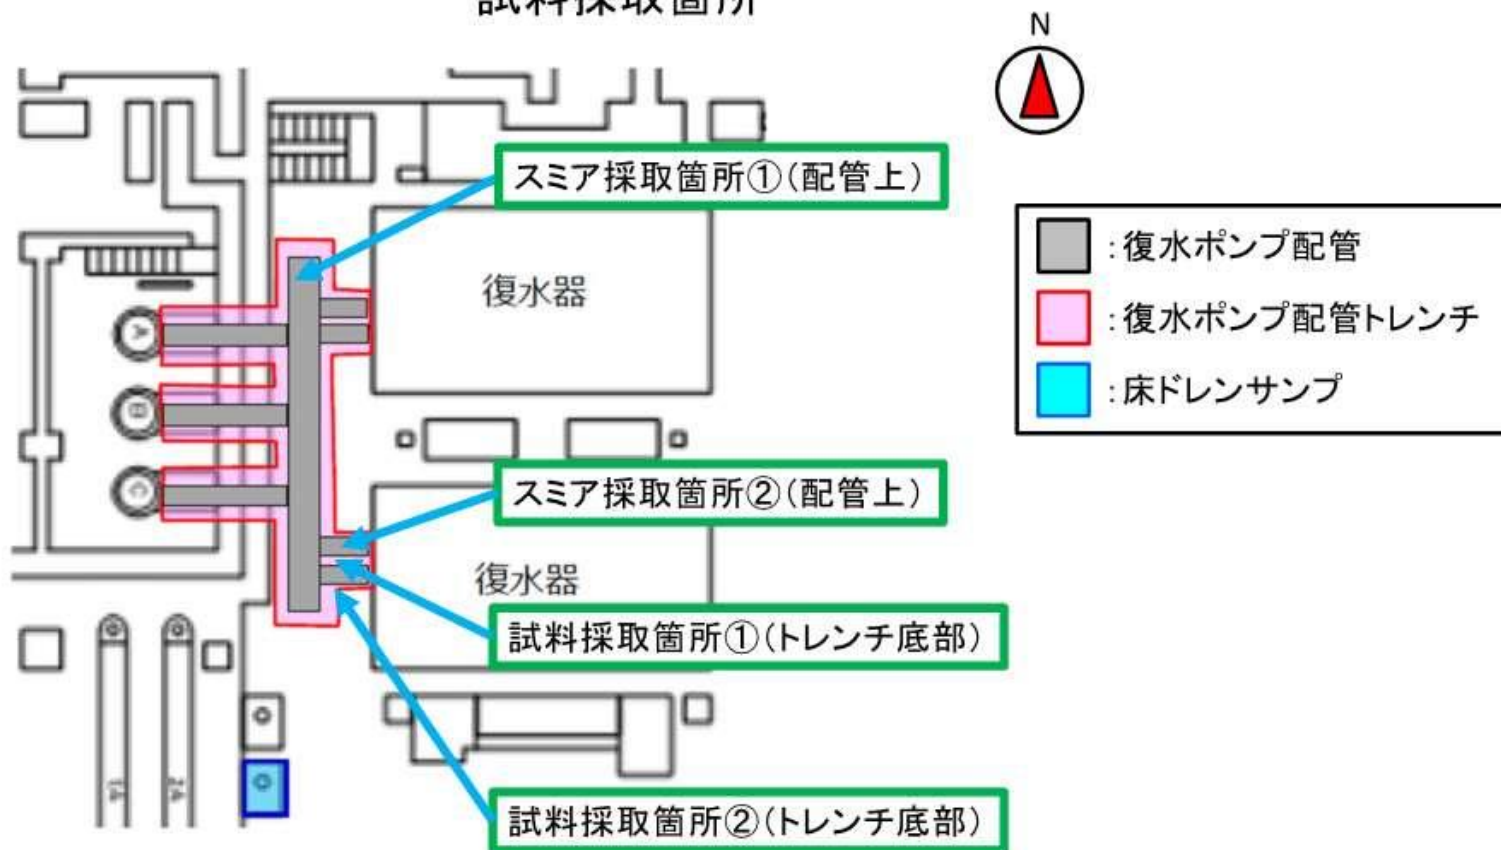 試料採取箇所
N
スミア採取箇所①(配管上)
:復水ポンプ配管
復水器
:復水ポンプ配管トレンチ
A
:床ドレンサンプ
B
スミア採取箇所②(配管上)
C
復水器
試料採取箇所①(トレンチ底部)
試料採取箇所②(トレンチ底部)